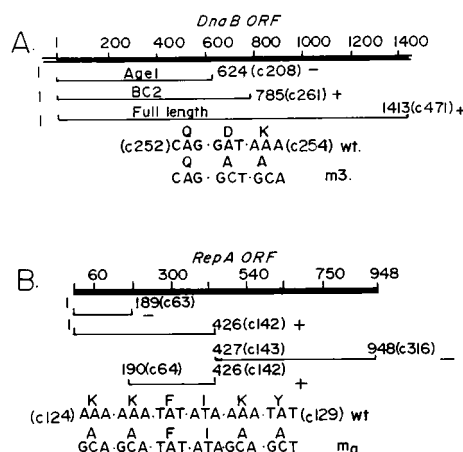 A.
DnaB ORF
1 200 400 600 800 1000 1400
1 Age1 624 (c208) –
1 BC2 785 (c261) +
1 Full length 1413 (c471) +
Q D K
(c252) CAG · GAT · AAA (c254) wt.
Q A A
CAG · GCT · GCA m3.
B.
RepA ORF
60 300 540 750 948
1 189(c63) –
1 426 (c142) +
427 (c143) 948(c316) –
190 (c64) 426 (c142) +
K K F I K Y
(c124) AAA·AAA·TAT·ATA·AAA·TAT (c129) wt
A A F I A A
GCA·GCA·TAT·ATA·GCA·GCT ma